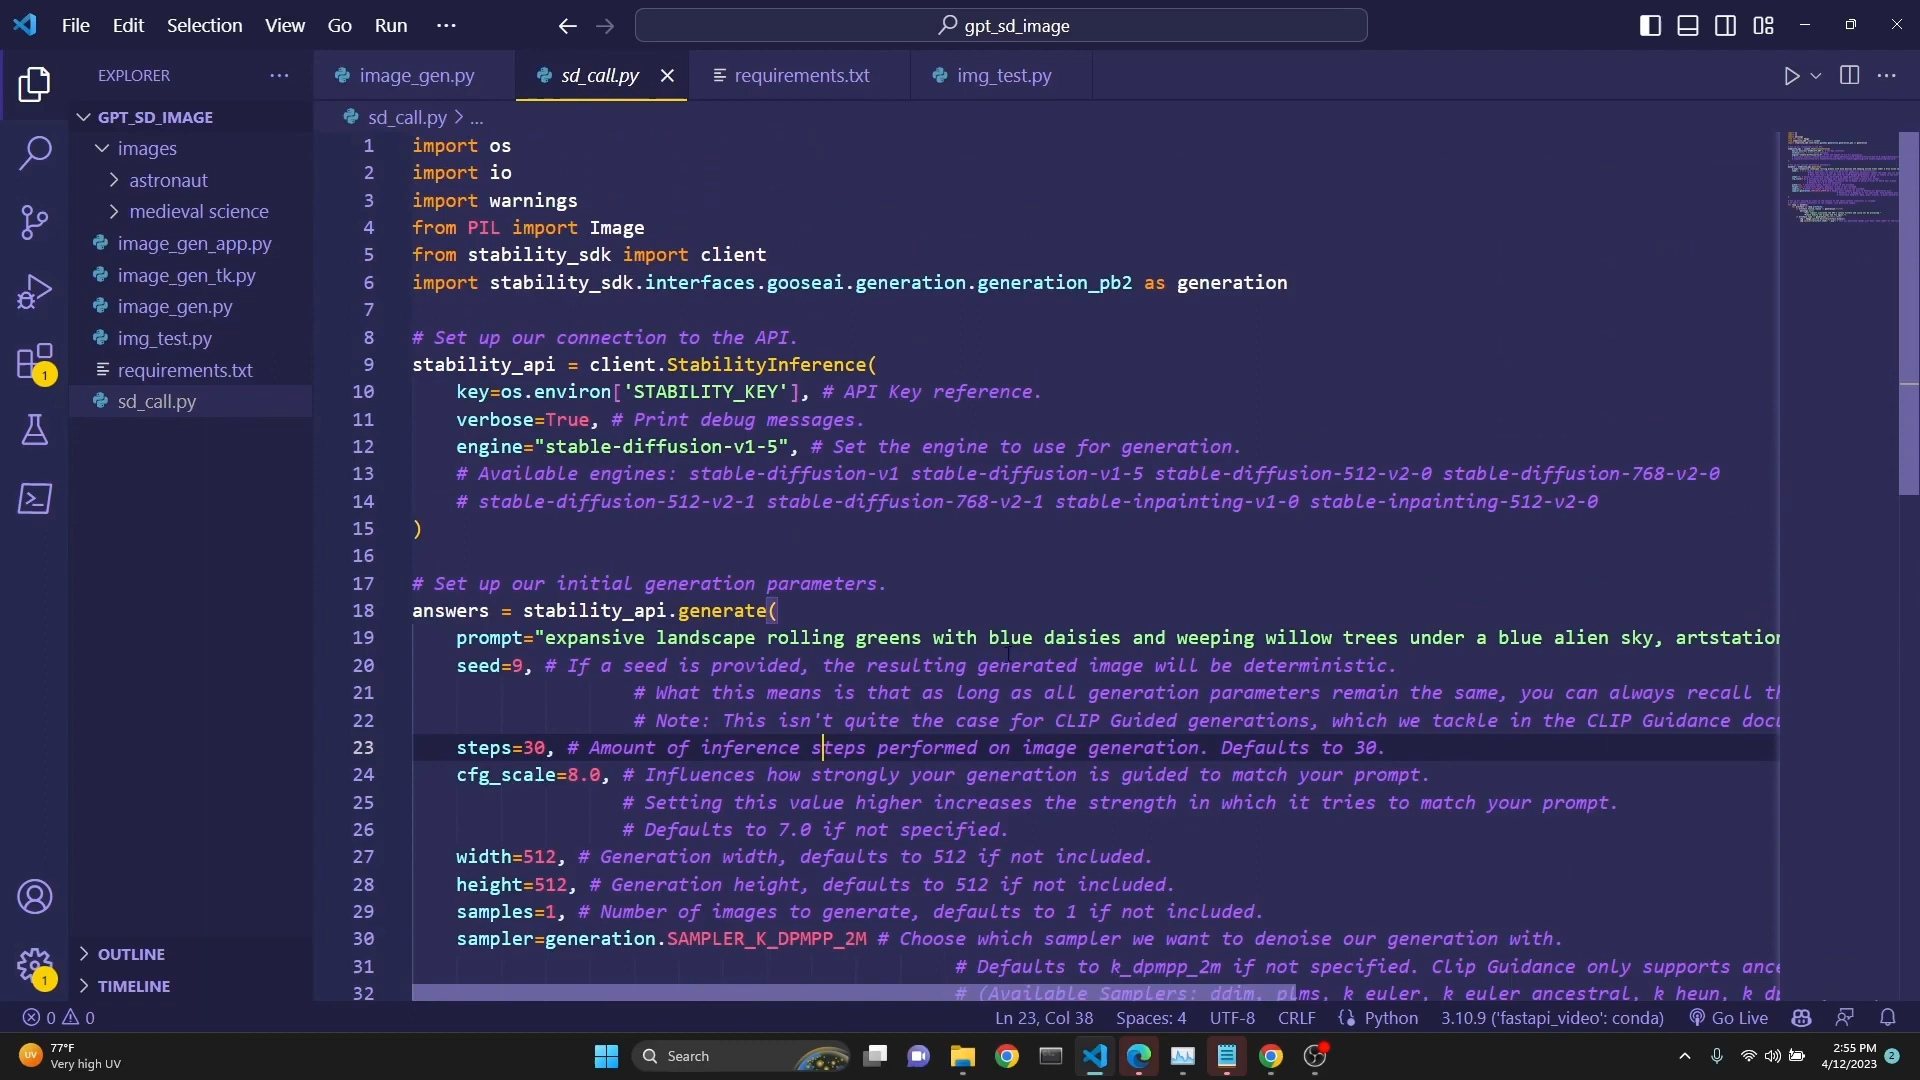 File Edit Selection View Go Run ···
gpt_sd_image
EXPLORER ···
image_gen.py
sd_call.py
requirements.txt
img_test.py
GPT_SD_IMAGE
images
astronaut
medieval science
image_gen_app.py
image_gen_tk.py
image_gen.py
img_test.py
requirements.txt
sd_call.py
OUTLINE
TIMELINE
1
1
sd_call.py > ...
1 import os
2 import io
3 import warnings
4 from PIL import Image
5 from stability_sdk import client
6 import stability_sdk.interfaces.gooseai.generation.generation_pb2 as generation
7
8 # Set up our connection to the API.
9 stability_api = client.StabilityInference(
10 key=os.environ['STABILITY_KEY'], # API Key reference.
11 verbose=True, # Print debug messages.
12 engine="stable-diffusion-v1-5", # Set the engine to use for generation.
13 # Available engines: stable-diffusion-v1 stable-diffusion-v1-5 stable-diffusion-512-v2-0 stable-diffusion-768-v2-0
14 # stable-diffusion-512-v2-1 stable-diffusion-768-v2-1 stable-inpainting-v1-0 stable-inpainting-512-v2-0
15 )
16
17 # Set up our initial generation parameters.
18 answers = stability_api.generate(
19 prompt="expansive landscape rolling greens with blue daisies and weeping willow trees under a blue alien sky, artstation
20 seed=9, # If a seed is provided, the resulting generated image will be deterministic.
21 # What this means is that as long as all generation parameters remain the same, you can always recall th
22 # Note: This isn't quite the case for CLIP Guided generations, which we tackle in the CLIP Guidance docu
23 steps=30, # Amount of inference steps performed on image generation. Defaults to 30.
24 cfg_scale=8.0, # Influences how strongly your generation is guided to match your prompt.
25 # Setting this value higher increases the strength in which it tries to match your prompt.
26 # Defaults to 7.0 if not specified.
27 width=512, # Generation width, defaults to 512 if not included.
28 height=512, # Generation height, defaults to 512 if not included.
29 samples=1, # Number of images to generate, defaults to 1 if not included.
30 sampler=generation.SAMPLER_K_DPMPP_2M # Choose which sampler we want to denoise our generation with.
31 # Defaults to k_dpmpp_2m if not specified. Clip Guidance only supports ance
32 # (Available Samplers: ddim, plms, k_euler, k_euler_ancestral, k_heun, k_dp
0 0 Ln 23, Col 38 Spaces: 4 UTF-8 CRLF Python 3.10.9 ('fastapi_video': conda) Go Live
UV
77°F
Very high UV
Search
2:55 PM
4/12/2023
2